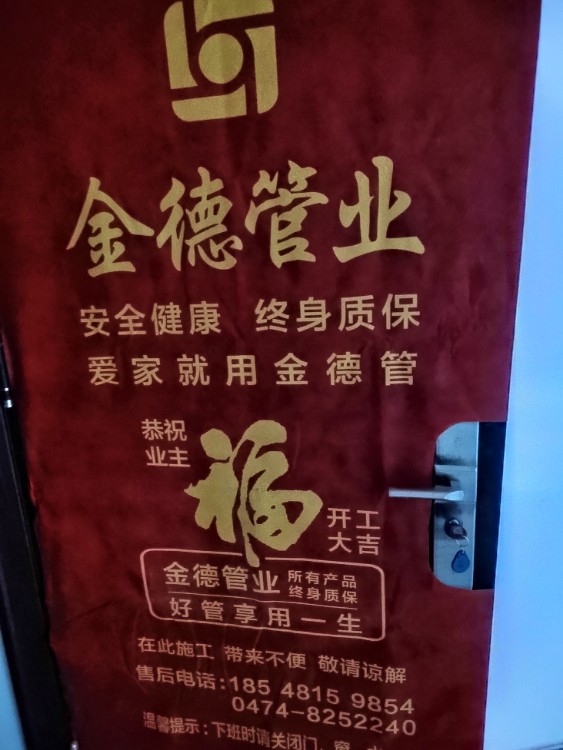 金德管业
安全健康 终身质保
爱家就用金德管
恭祝
业主
福
开工
大吉
金德管业 所有产品
终身质保
好管享用一生
在此施工 带来不便 敬请谅解
售后电话:185 4815 9854
0474-8252240
温馨提示:下班时请关闭门、窗、